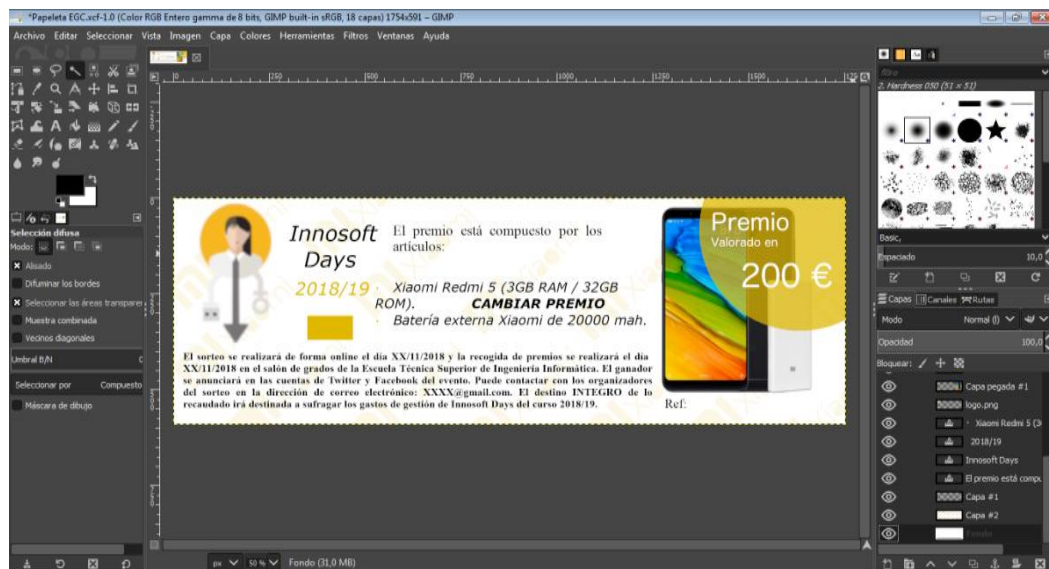 *Papeleta EGC.xcf-1.0 (Color RGB Entero gamma de 8 bits, GIMP built-in sRGB, 18 capas) 1754x591 – GIMP
Archivo Editar Seleccionar Vista Imagen Capa Colores Herramientas Filtros Ventanas Ayuda
0 250 500 750 1000 1250 1500
filtro
2. Hardness 050 (51 × 51)
Selección difusa
Modo:
Alisado
Difuminar los bordes
Seleccionar las áreas transpare
Muestra combinada
Vecinos diagonales
Umbral B/N
Seleccionar por Compuesto
Máscara de dibujo
Innosoft
Days
2018/19
El premio está compuesto por los
artículos:
· Xiaomi Redmi 5 (3GB RAM / 32GB
ROM). CAMBIAR PREMIO
· Batería externa Xiaomi de 20000 mah.
Premio
Valorado en
200 €
El sorteo se realizará de forma online el día XX/11/2018 y la recogida de premios se realizará el día
XX/11/2018 en el salón de grados de la Escuela Técnica Superior de Ingeniería Informática. El ganador
se anunciará en las cuentas de Twitter y Facebook del evento. Puede contactar con los organizadores
del sorteo en la dirección de correo electrónico: XXXX@gmail.com. El destino INTEGRO de lo
recaudado irá destinada a sufragar los gastos de gestión de Innosoft Days del curso 2018/19.
Ref:
Basic,
Espaciado 10,0
Capas Canales Rutas
Modo Normal
Opacidad 100,0
Bloquear:
Capa pegada #1
logo.png
· Xiaomi Redmi 5 (3
2018/19
Innosoft Days
El premio está compu
Capa #1
Capa #2
Fondo
px 50 % Fondo (31,0 MB)